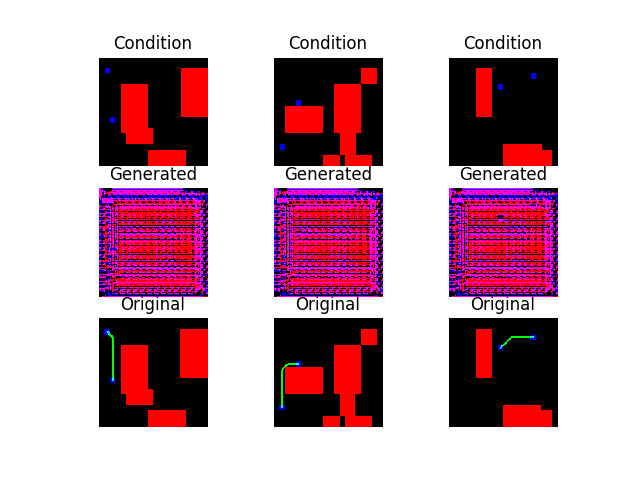 Condition Condition Condition
Generated Generated Generated
Original Original Original